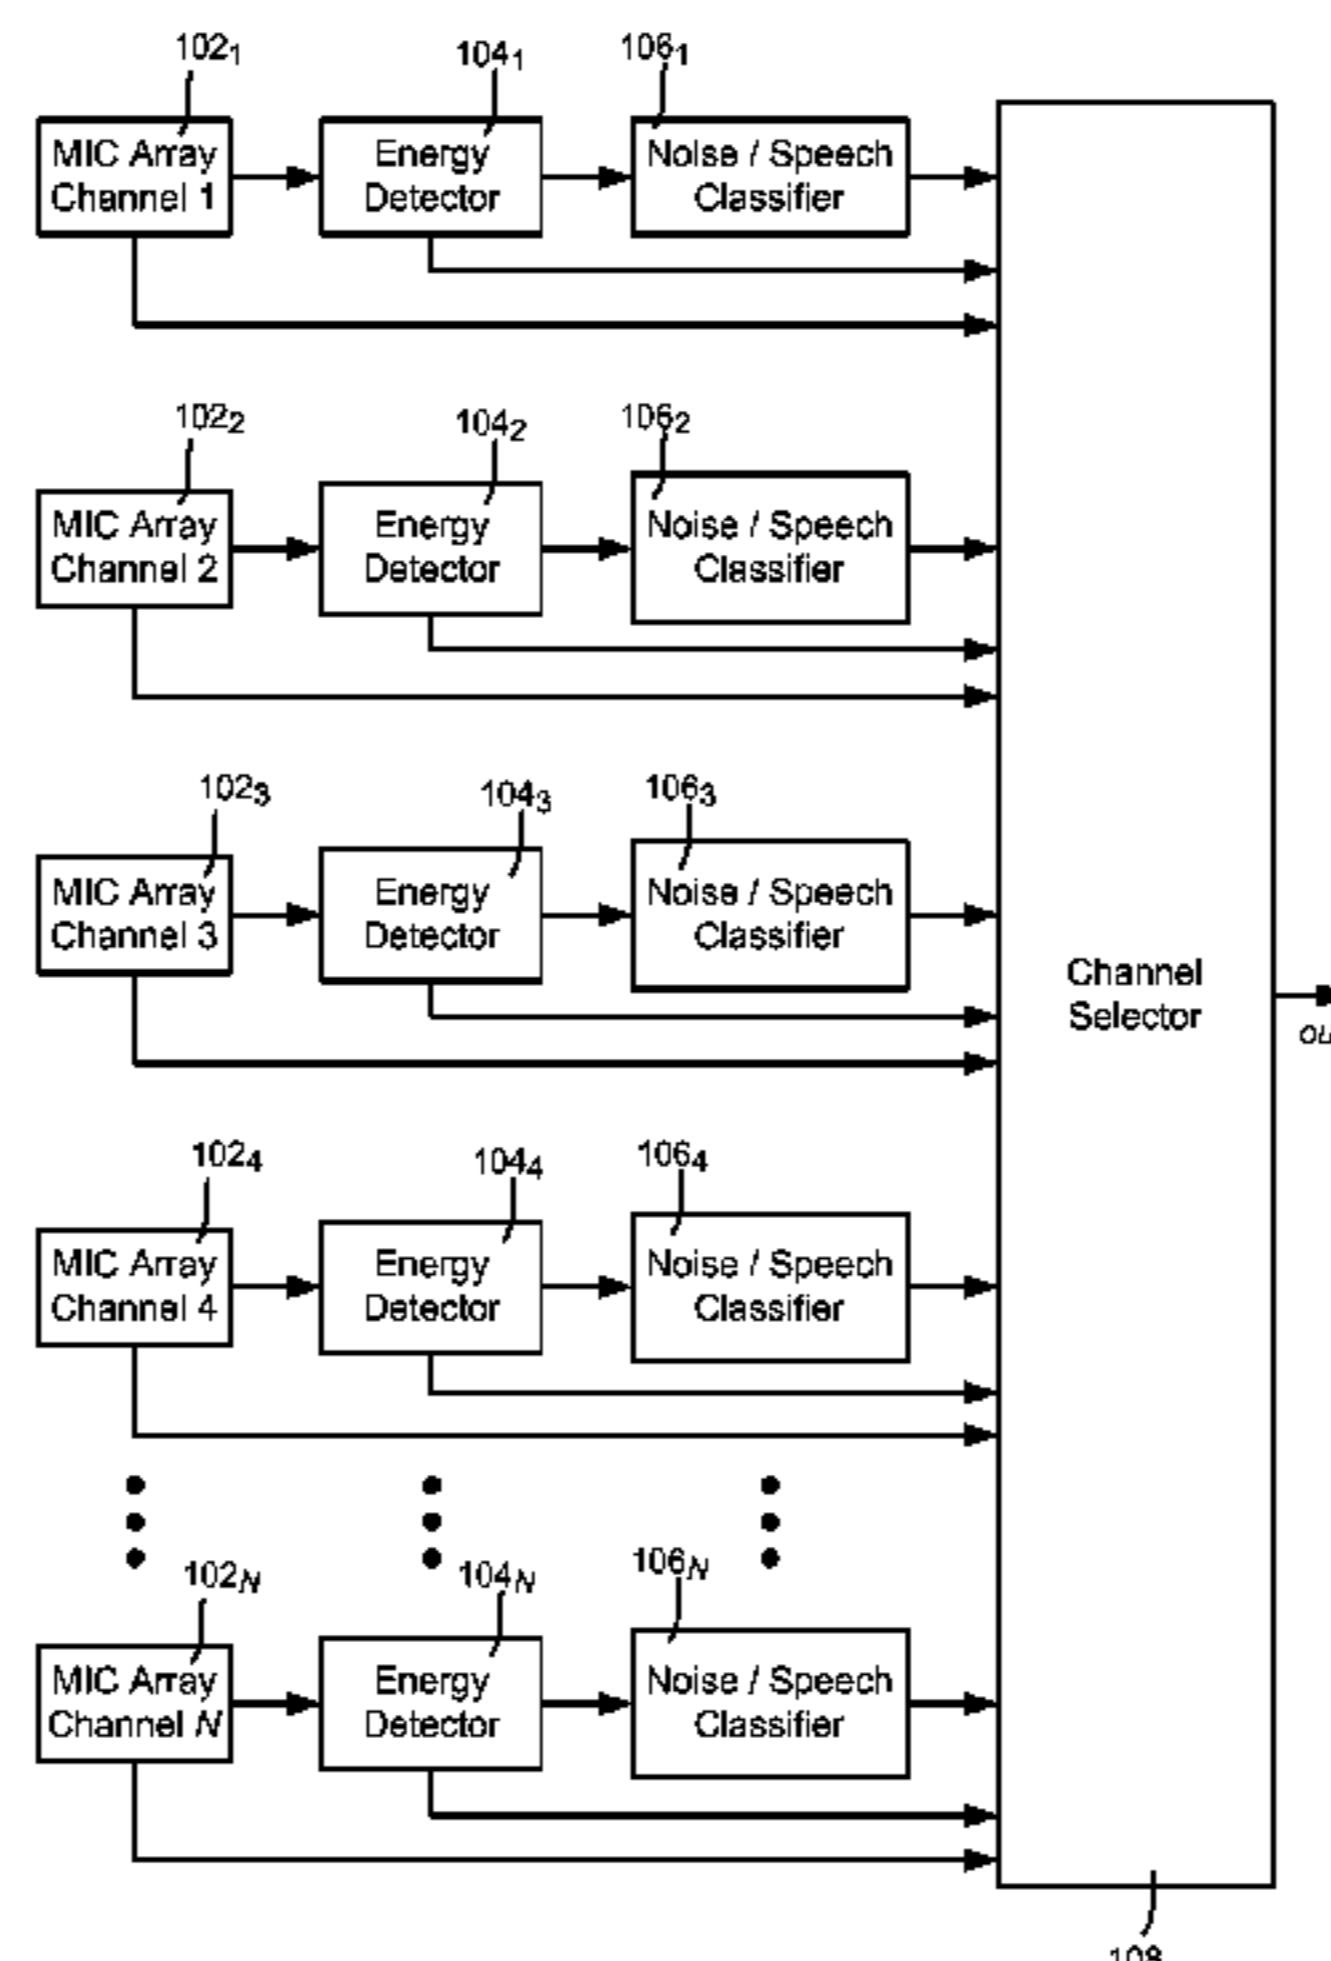 102₁ 104₁ 106₁
MIC Array
Channel 1
Energy
Detector
Noise / Speech
Classifier
102₂ 104₂ 106₂
MIC Array
Channel 2
Energy
Detector
Noise / Speech
Classifier
102₃ 104₃ 106₃
MIC Array
Channel 3
Energy
Detector
Noise / Speech
Classifier
Channel
Selector
102₄ 104₄ 106₄
MIC Array
Channel 4
Energy
Detector
Noise / Speech
Classifier
102N 104N 106N
MIC Array
Channel N
Energy
Detector
Noise / Speech
Classifier
108